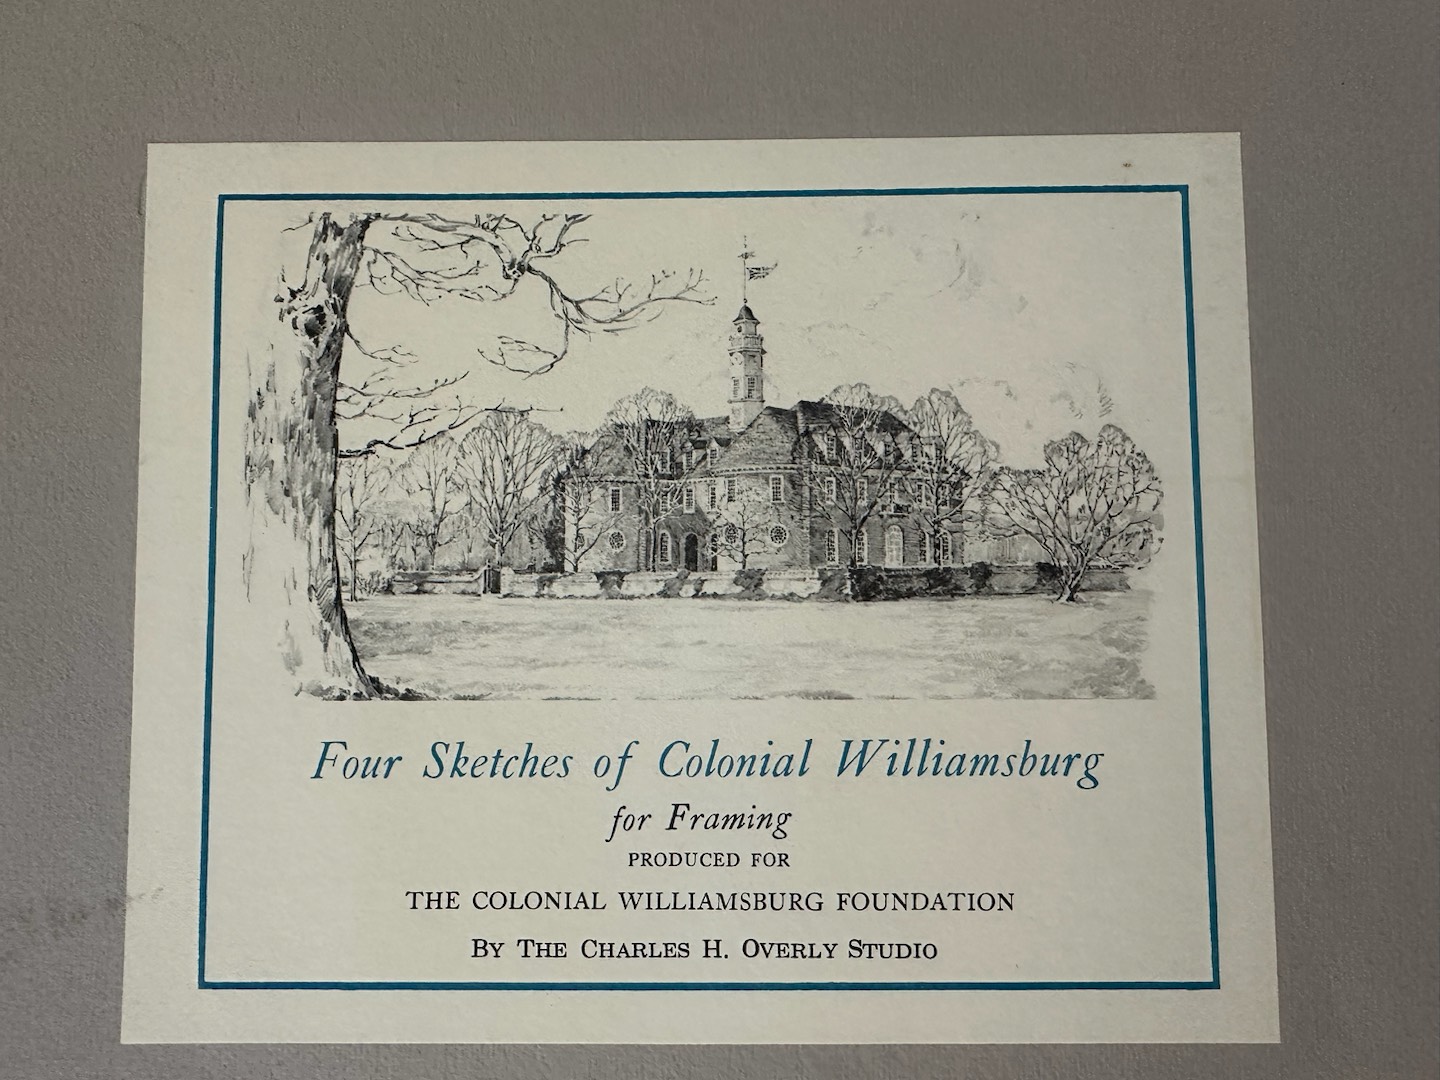 Four Sketches of Colonial Williamsburg
for Framing
PRODUCED FOR
THE COLONIAL WILLIAMSBURG FOUNDATION
BY THE CHARLES H. OVERLY STUDIO